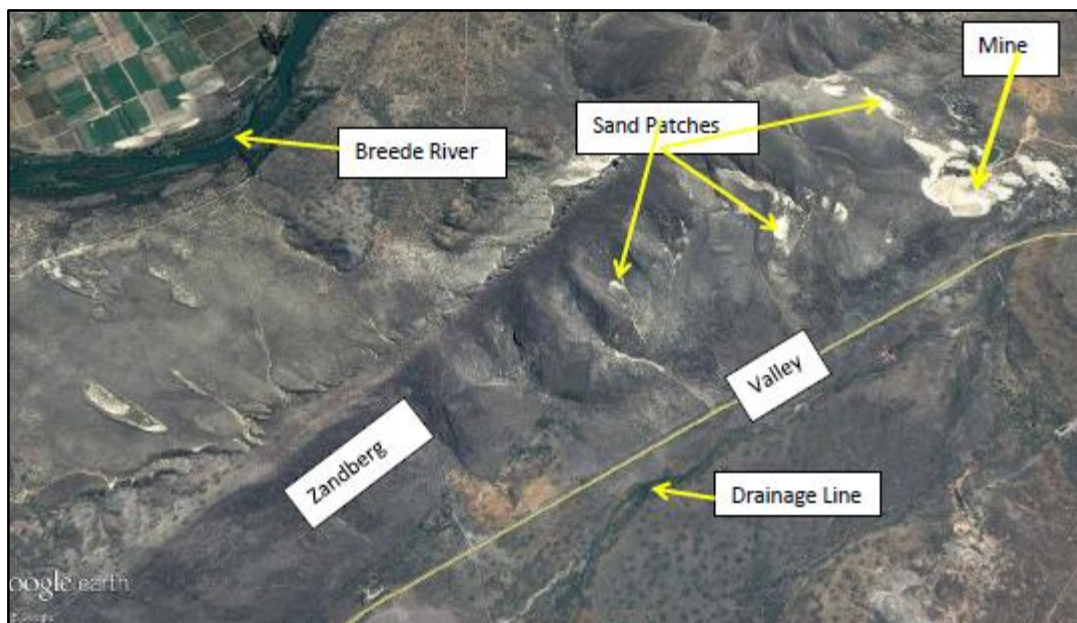 Mine
Sand Patches
Breede River
Valley
Zandberg
Drainage Line
oogle earth